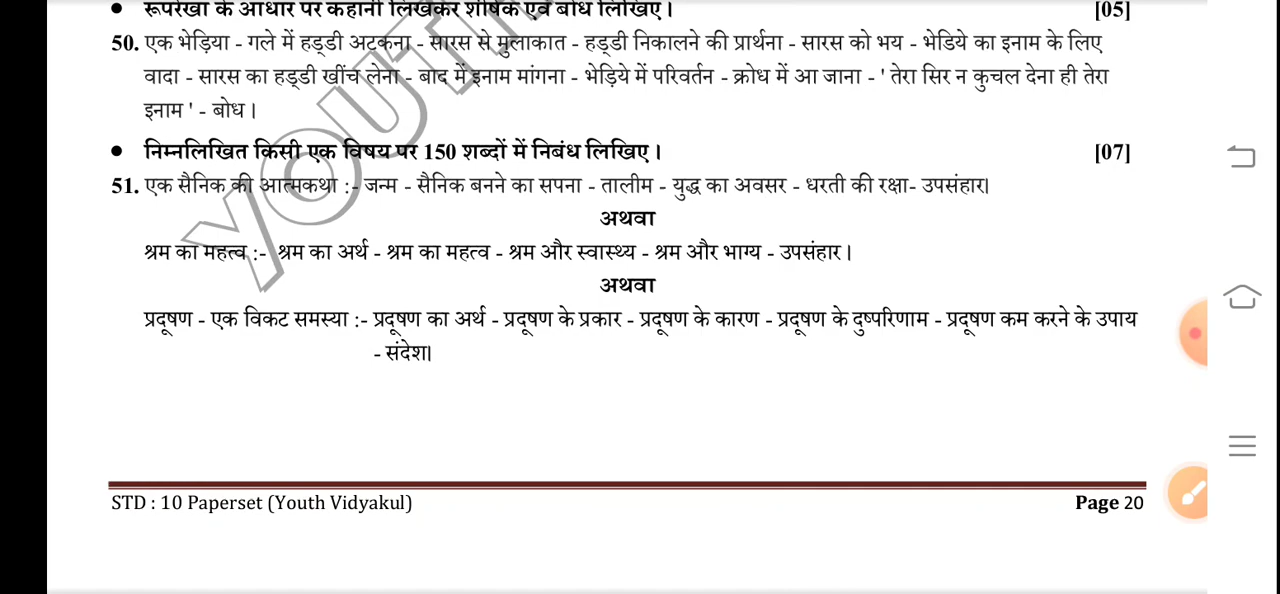 • रूपरेखा के आधार पर कहानी लिखकर शीर्षक एवं बोध लिखिए। [05]
50. एक भेड़िया - गले में हड्डी अटकना - सारस से मुलाकात - हड्डी निकालने की प्रार्थना - सारस को भय - भेडिये का इनाम के लिए
वादा - सारस का हड्डी खींच लेना - बाद में इनाम मांगना - भेड़िये में परिवर्तन - क्रोध में आ जाना - ' तेरा सिर न कुचल देना ही तेरा
इनाम ' - बोध।
• निम्नलिखित किसी एक विषय पर 150 शब्दों में निबंध लिखिए। [07]
51. एक सैनिक की आत्मकथा :- जन्म - सैनिक बनने का सपना - तालीम - युद्ध का अवसर - धरती की रक्षा- उपसंहार।
अथवा
श्रम का महत्व :- श्रम का अर्थ - श्रम का महत्व - श्रम और स्वास्थ्य - श्रम और भाग्य - उपसंहार।
अथवा
प्रदूषण - एक विकट समस्या :- प्रदूषण का अर्थ - प्रदूषण के प्रकार - प्रदूषण के कारण - प्रदूषण के दुष्परिणाम - प्रदूषण कम करने के उपाय
- संदेश।
YOUTH
STD : 10 Paperset (Youth Vidyakul) Page 20